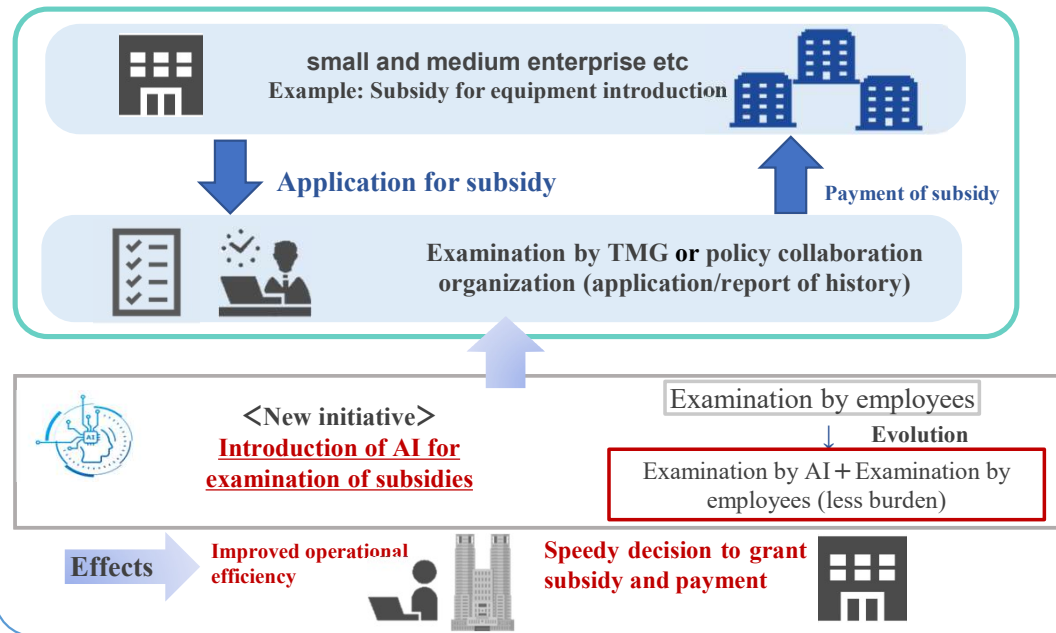 small and medium enterprise etc
Example: Subsidy for equipment introduction
Application for subsidy
Payment of subsidy
Examination by TMG or policy collaboration
organization (application/report of history)
AI
＜New initiative＞
Introduction of AI for
examination of subsidies
Examination by employees
↓ Evolution
Examination by AI＋Examination by
employees (less burden)
Effects
Improved operational
efficiency
Speedy decision to grant
subsidy and payment